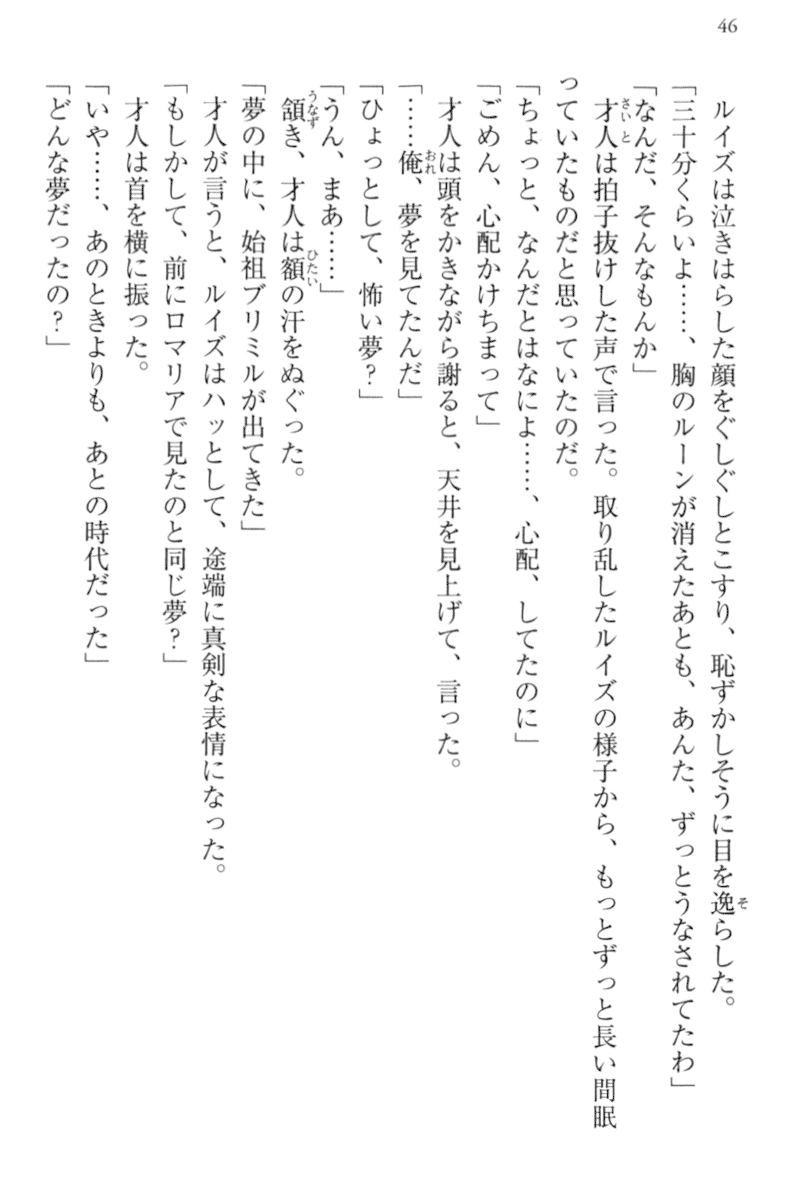 46
ルイズは泣きはらした顔をぐしぐしとこすり、恥ずかしそうに目を逸らした。
「三十分くらいよ……、胸のルーンが消えたあとも、あんた、ずっとうなされてたわ」
「なんだ、そんなもんか」
才人は拍子抜けした声で言った。取り乱したルイズの様子から、もっとずっと長い間眠
っていたものだと思っていたのだ。
「ちょっと、なんだとはなによ……、心配、してたのに」
「ごめん、心配かけちまって」
才人は頭をかきながら謝ると、天井を見上げて、言った。
「……俺、夢を見てたんだ」
「ひょっとして、怖い夢？」
「うん、まあ……」
頷き、才人は額の汗をぬぐった。
「夢の中に、始祖ブリミルが出てきた」
才人が言うと、ルイズはハッとして、途端に真剣な表情になった。
「もしかして、前にロマリアで見たのと同じ夢？」
才人は首を横に振った。
「いや……、あのときよりも、あとの時代だった」
「どんな夢だったの？」